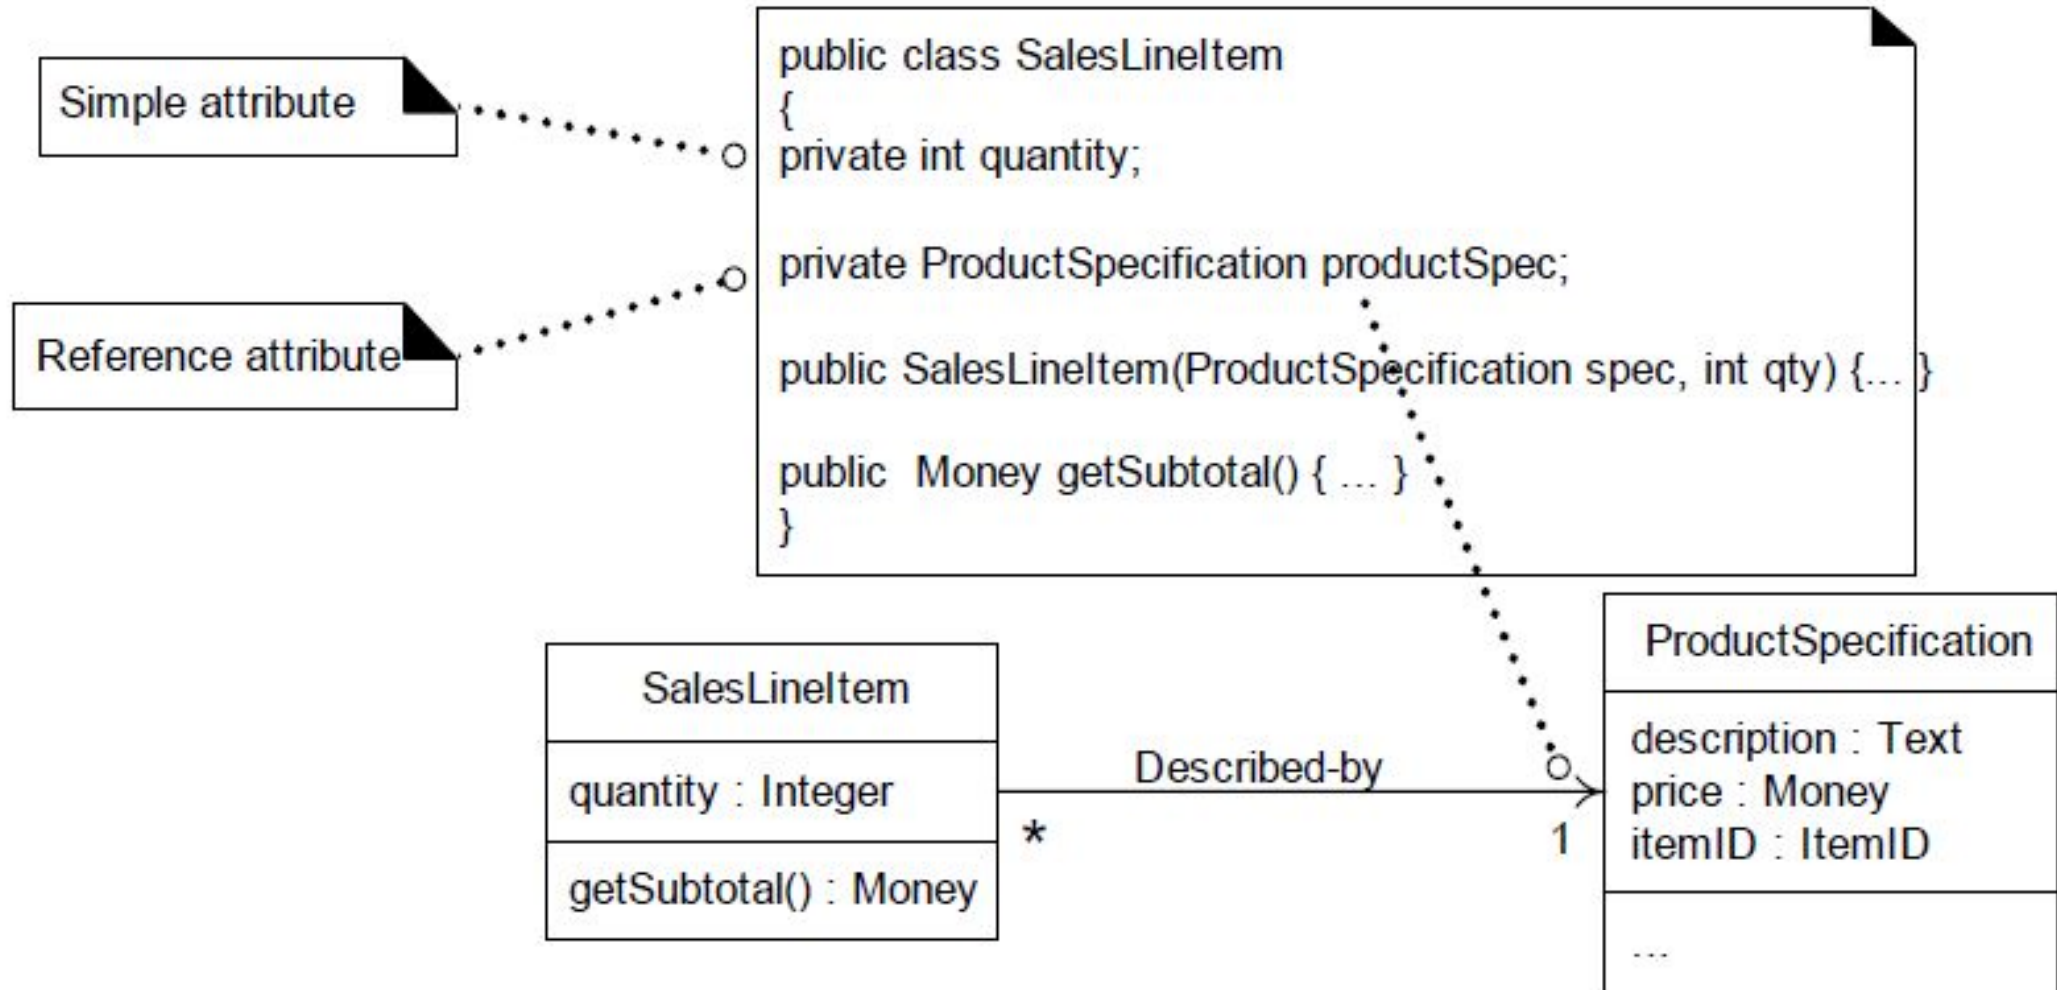 Simple attribute
Reference attribute
public class SalesLineItem
{
private int quantity;
private ProductSpecification productSpec;
public SalesLineItem(ProductSpecification spec, int qty) {... }
public  Money getSubtotal() { ... }
}
SalesLineItem
quantity : Integer
getSubtotal() : Money
Described-by
*
1
ProductSpecification
description : Text
price : Money
itemID : ItemID
...